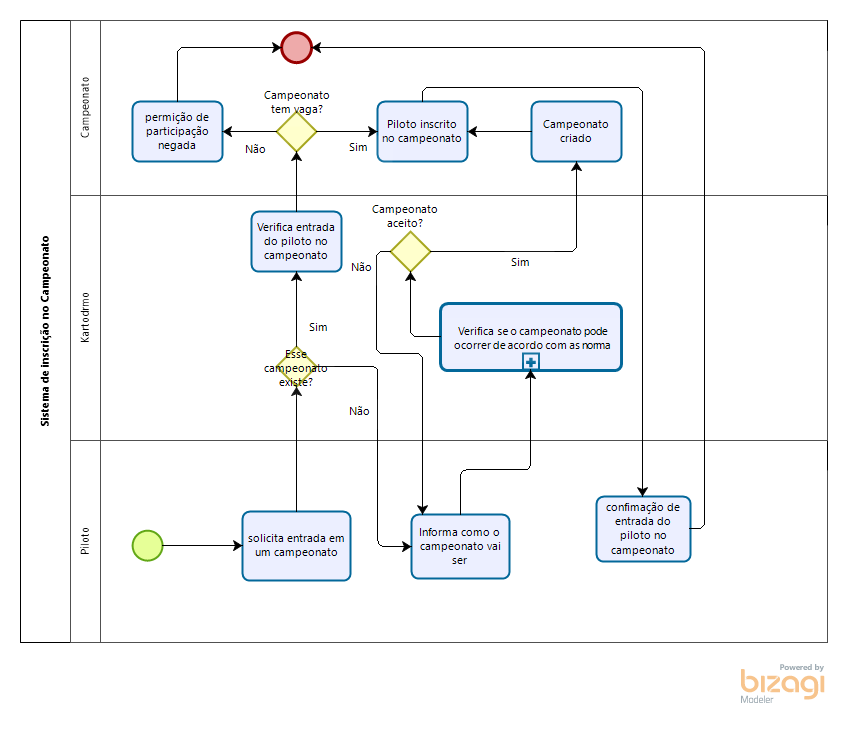 Sistema de inscrição no Campeonato
Campeonato
Campeonato
tem vaga?
permição de
participação
negada
Não
Sim
Piloto inscrito
no campeonato
Campeonato
criado
Kartodrmo
Verifica entrada
do piloto no
campeonato
Campeonato
aceito?
Não
Sim
Sim
Verifica se o campeonato pode
ocorrer de acordo com as norma
Esse
campeonato
existe?
Não
Piloto
solicita entrada em
um campeonato
Informa como o
campeonato vai
ser
confimação de
entrada do
piloto no
campeonato
Powered by
bizagi
Modeler